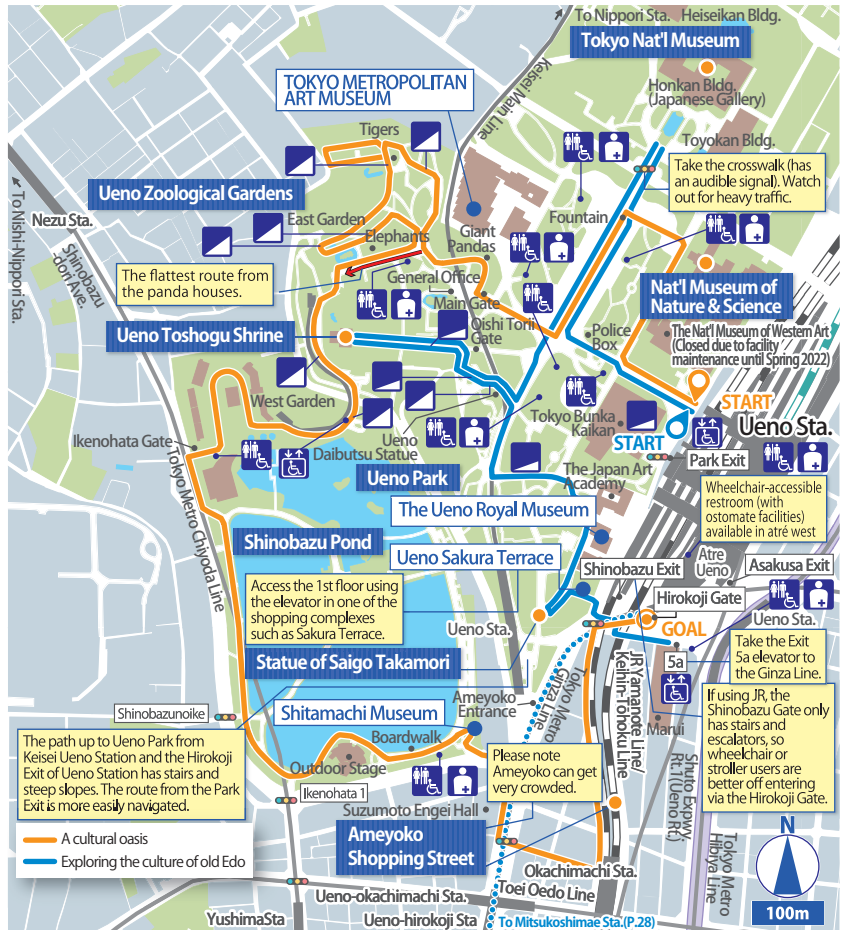 To Nippori Sta.
Heiseikan Bldg.
Tokyo Nat'l Museum
Keisei Main Line
Honkan Bldg.
(Japanese Gallery)
TOKYO METROPOLITAN
ART MUSEUM
Toyokan Bldg.
Tigers
Take the crosswalk (has
an audible signal). Watch
out for heavy traffic.
To Nishi-Nippori Sta.
Ueno Zoological Gardens
Nezu Sta.
East Garden
Elephants
Giant
Pandas
Fountain
Shinobazu
-dori Ave.
The flattest route from
the panda houses.
General Office
Main Gate
Nat'l Museum of
Nature & Science
Ueno Toshogu Shrine
Oishi Torii
Gate
Police
Box
The Nat'l Museum of Western Art
(Closed due to facility
maintenance until Spring 2022)
West Garden
START
START
Ueno Sta.
Tokyo Bunka
Kaikan
Ikenohata Gate
Ueno
Daibutsu Statue
Park Exit
Ueno Park
The Japan Art
Academy
Wheelchair-accessible
restroom (with
ostomate facilities)
available in atré west
Tokyo Metro Chiyoda Line
The Ueno Royal Museum
Shinobazu Pond
Ueno Sakura Terrace
Shinobazu Exit
Atre
Ueno
Asakusa Exit
Access the 1st floor using
the elevator in one of the
shopping complexes
such as Sakura Terrace.
Hirokoji Gate
Ueno Sta.
Ueno Sta.
GOAL
Statue of Saigo Takamori
5a
Take the Exit
5a elevator to
the Ginza Line.
Tokyo Metro
Ginza Line
JR Yamanote Line/
Keihin-Tohoku Line
Ameyoko
Entrance
Shinobazunoike
Shitamachi Museum
If using JR, the
Shinobazu Gate only
has stairs and
escalators, so
wheelchair or
stroller users are
better off entering
via the Hirokoji Gate.
Marui
Shuto Expwy.
Rt.1(Ueno Rt.)
The path up to Ueno Park from
Keisei Ueno Station and the Hirokoji
Exit of Ueno Station has stairs and
steep slopes. The route from the Park
Exit is more easily navigated.
Boardwalk
Outdoor Stage
Please note
Ameyoko can get
very crowded.
Ikenohata 1
Suzumoto Engei Hall
Ameyoko
Shopping Street
A cultural oasis
Exploring the culture of old Edo
Tokyo Metro
Hibiya Line
N
100m
Okachimachi Sta.
Toei Oedo Line
Ueno-okachimachi Sta.
YushimaSta
Ueno-hirokoji Sta
To Mitsukoshimae Sta.(P.28)